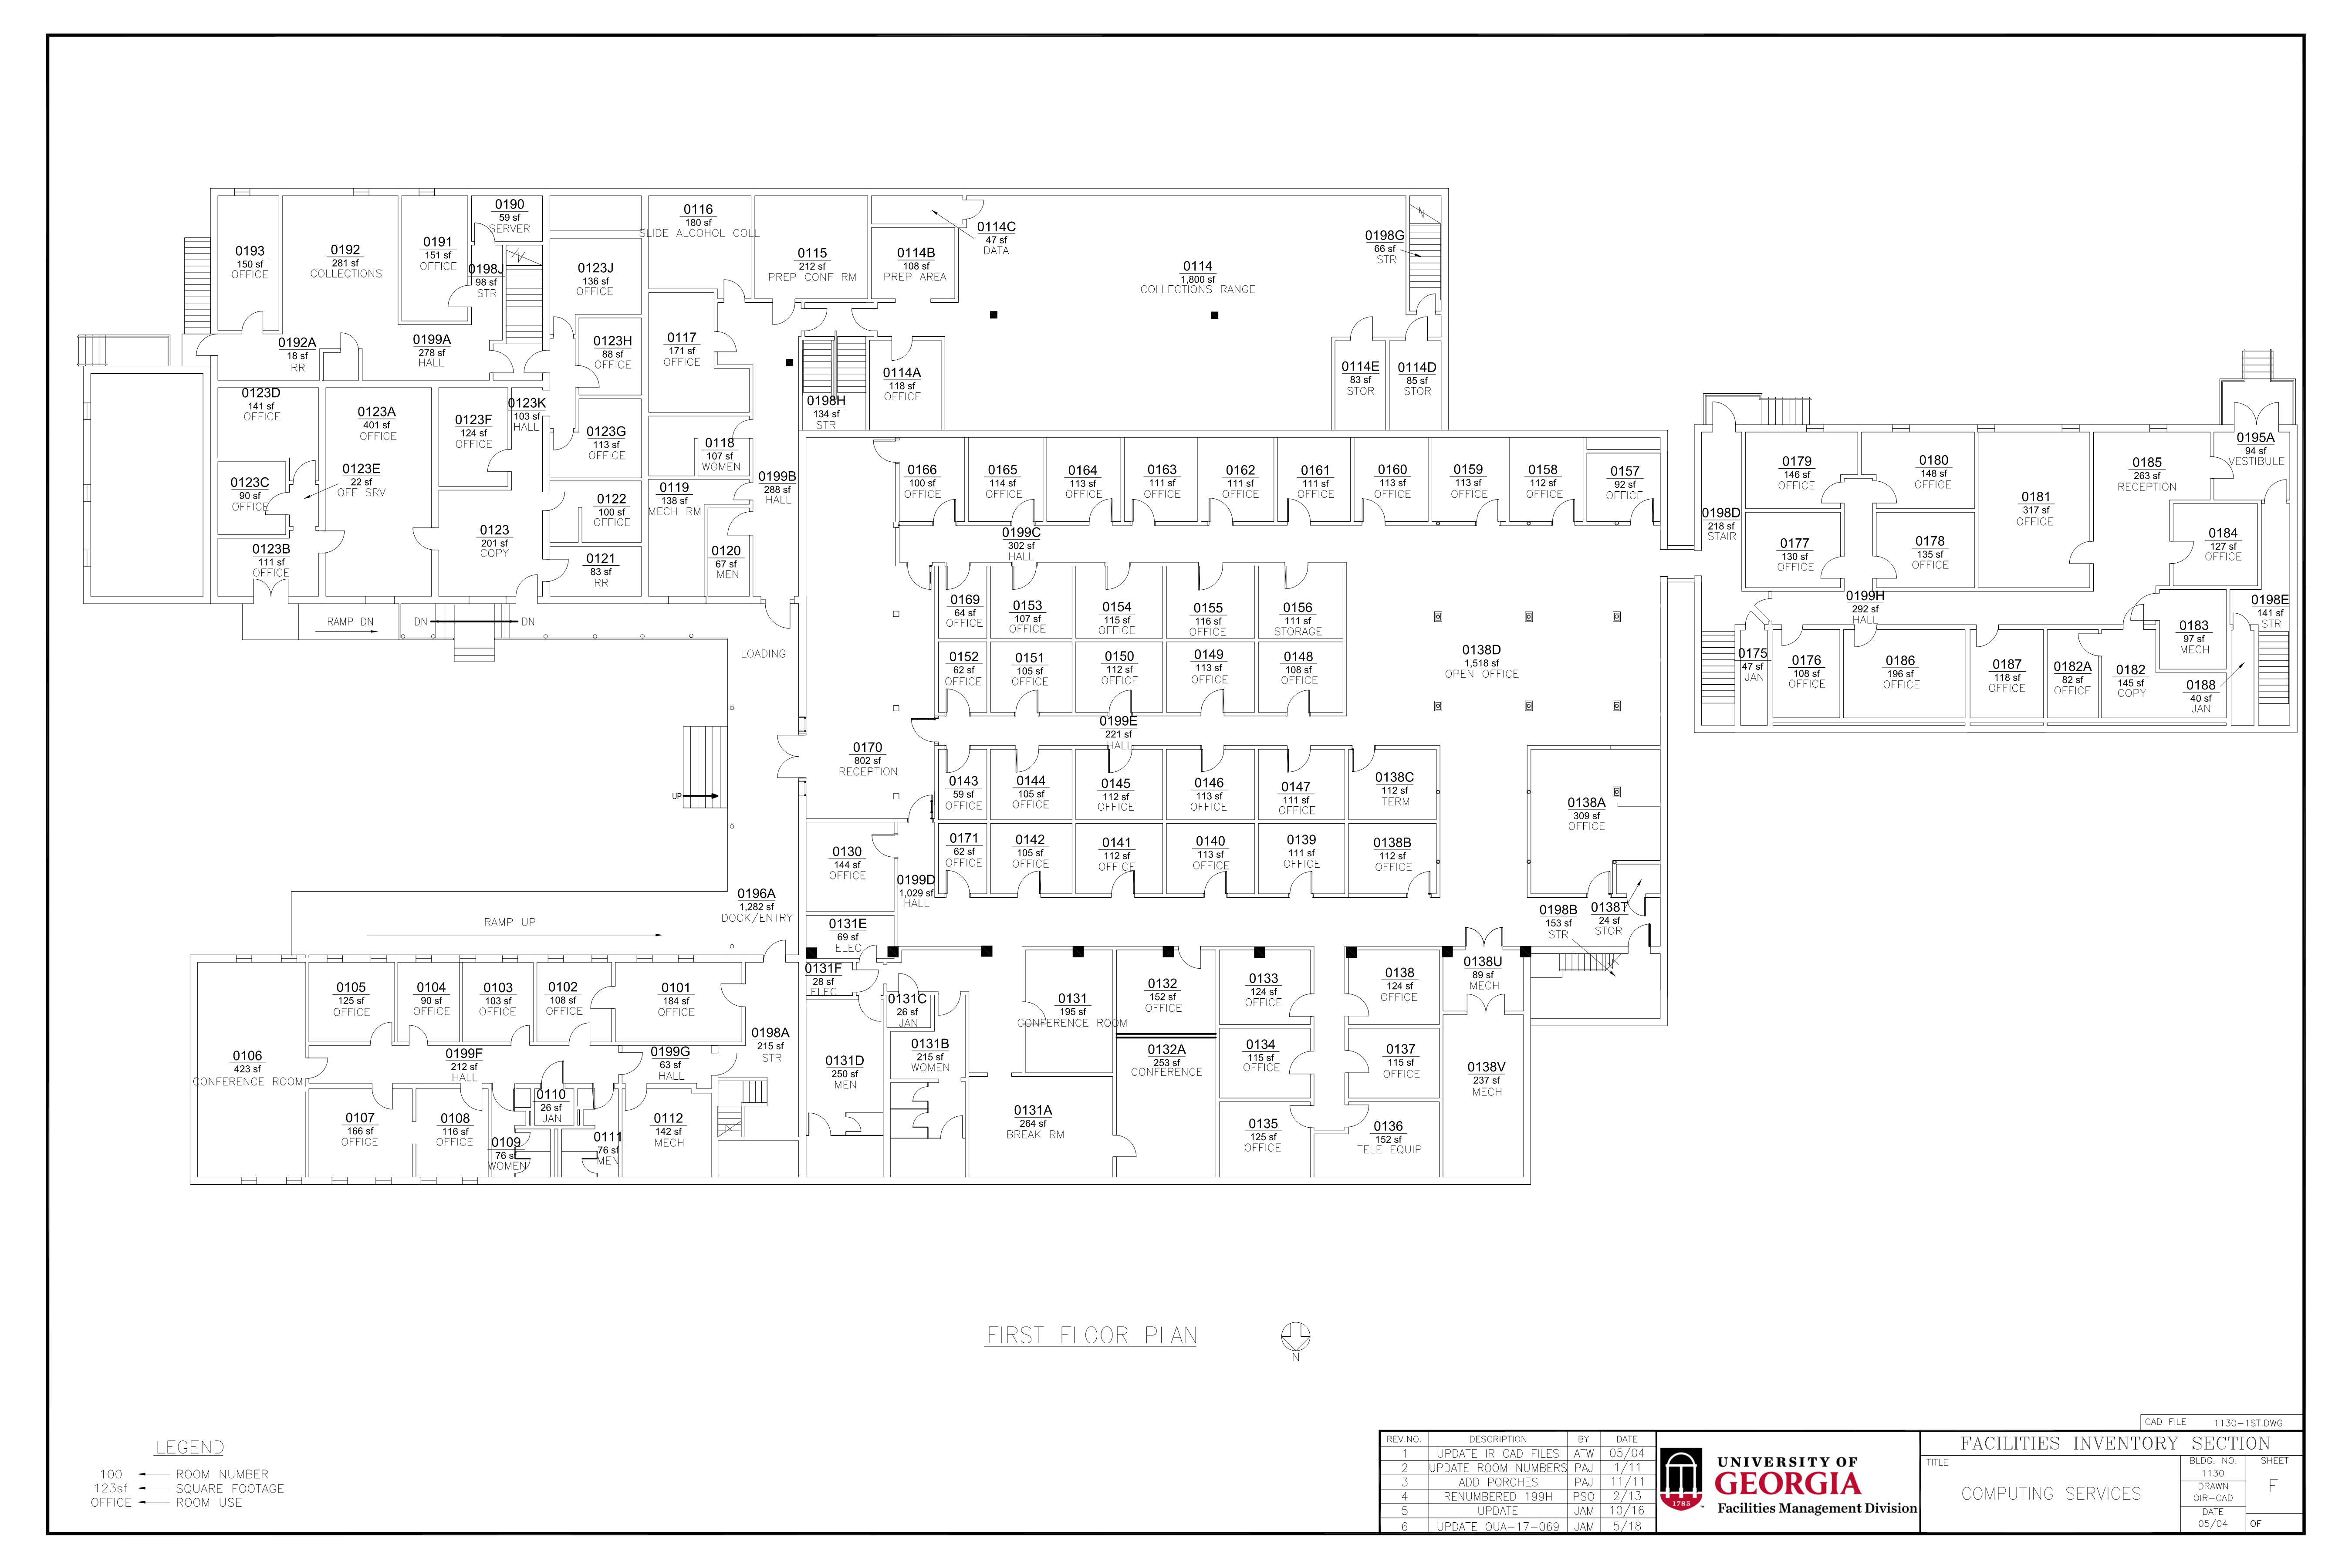 0190
59 sf
SERVER
0193
150 sf
OFFICE
0192
281 sf
COLLECTIONS
0191
151 sf
OFFICE
0198J
98 sf
STR
0123J
136 sf
OFFICE
0116
180 sf
SLIDE ALCOHOL COLL
0115
212 sf
PREP CONF RM
0114B
108 sf
PREP AREA
0114C
47 sf
DATA
0114
1,800 sf
COLLECTIONS RANGE
0198G
66 sf
STR
0192A
18 sf
RR
0199A
278 sf
HALL
0123H
88 sf
OFFICE
0117
171 sf
OFFICE
0198H
134 sf
STR
0114A
118 sf
OFFICE
0114E
83 sf
STOR
0114D
85 sf
STOR
0123D
141 sf
OFFICE
0123A
401 sf
OFFICE
0123F
124 sf
OFFICE
0123K
103 sf
HALL
0123G
113 sf
OFFICE
0118
107 sf
WOMEN
0123C
90 sf
OFFICE
0123E
22 sf
OFF SRV
0122
100 sf
OFFICE
0119
138 sf
MECH RM
0199B
288 sf
HALL
0123B
111 sf
OFFICE
0123
201 sf
COPY
0121
83 sf
RR
0120
67 sf
MEN
RAMP DN
DN
DN
LOADING
UP
0166
100 sf
OFFICE
0165
114 sf
OFFICE
0164
113 sf
OFFICE
0163
111 sf
OFFICE
0162
111 sf
OFFICE
0161
111 sf
OFFICE
0160
113 sf
OFFICE
0159
113 sf
OFFICE
0158
112 sf
OFFICE
0157
92 sf
OFFICE
0199C
302 sf
HALL
0169
64 sf
OFFICE
0153
107 sf
OFFICE
0154
115 sf
OFFICE
0155
116 sf
OFFICE
0156
111 sf
STORAGE
0152
62 sf
OFFICE
0151
105 sf
OFFICE
0150
112 sf
OFFICE
0149
113 sf
OFFICE
0148
108 sf
OFFICE
0138D
1,518 sf
OPEN OFFICE
0199E
221 sf
HALL
0170
802 sf
RECEPTION
0143
59 sf
OFFICE
0144
105 sf
OFFICE
0145
112 sf
OFFICE
0146
113 sf
OFFICE
0147
111 sf
OFFICE
0138C
112 sf
TERM
0138A
309 sf
OFFICE
0171
62 sf
OFFICE
0142
105 sf
OFFICE
0141
112 sf
OFFICE
0140
113 sf
OFFICE
0139
111 sf
OFFICE
0138B
112 sf
OFFICE
0130
144 sf
OFFICE
0199D
1,029 sf
HALL
0196A
1,282 sf
DOCK/ENTRY
RAMP UP
0131E
69 sf
ELEC
0198B
153 sf
STR
0138T
24 sf
STOR
0179
146 sf
OFFICE
0180
148 sf
OFFICE
0185
263 sf
RECEPTION
0195A
94 sf
VESTIBULE
0198D
218 sf
STAIR
0181
317 sf
OFFICE
0177
130 sf
OFFICE
0178
135 sf
OFFICE
0184
127 sf
OFFICE
0199H
292 sf
HALL
0198E
141 sf
STR
0183
97 sf
MECH
0175
47 sf
JAN
0176
108 sf
OFFICE
0186
196 sf
OFFICE
0187
118 sf
OFFICE
0182A
82 sf
OFFICE
0182
145 sf
COPY
0188
40 sf
JAN
0105
125 sf
OFFICE
0104
90 sf
OFFICE
0103
103 sf
OFFICE
0102
108 sf
OFFICE
0101
184 sf
OFFICE
0131F
28 sf
ELEC
0131C
26 sf
JAN
0131
195 sf
CONFERENCE ROOM
0132
152 sf
OFFICE
0133
124 sf
OFFICE
0138
124 sf
OFFICE
0138U
89 sf
MECH
0106
423 sf
CONFERENCE ROOM
0199F
212 sf
HALL
0199G
63 sf
HALL
0198A
215 sf
STR
0131D
250 sf
MEN
0131B
215 sf
WOMEN
0132A
253 sf
CONFERENCE
0134
115 sf
OFFICE
0137
115 sf
OFFICE
0138V
237 sf
MECH
0107
166 sf
OFFICE
0108
116 sf
OFFICE
0109
76 sf
WOMEN
0110
26 sf
JAN
0111
76 sf
MEN
0112
142 sf
MECH
0131A
264 sf
BREAK RM
0135
125 sf
OFFICE
0136
152 sf
TELE EQUIP
FIRST FLOOR PLAN
N
LEGEND
100 ROOM NUMBER
123sf SQUARE FOOTAGE
OFFICE ROOM USE
CAD FILE 1130-1ST.DWG
REV.NO. DESCRIPTION BY DATE
1 UPDATE IR CAD FILES ATW 05/04
2 UPDATE ROOM NUMBERS PAJ 1/11
3 ADD PORCHES PAJ 11/11
4 RENUMBERED 199H PSO 2/13
5 UPDATE JAM 10/16
6 UPDATE OUA-17-069 JAM 5/18
1785
UNIVERSITY OF
GEORGIA
Facilities Management Division
FACILITIES INVENTORY SECTION
TITLE
COMPUTING SERVICES
BLDG. NO.
1130
DRAWN
OIR-CAD
DATE
05/04
SHEET
F
OF